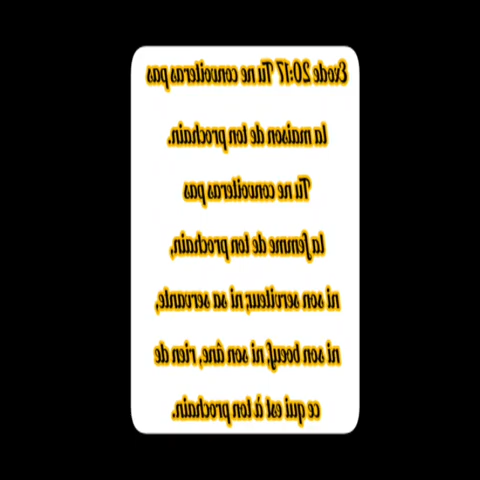 Exode 20:17 Tu ne convoiteras pas
la maison de ton prochain.
Tu ne convoiteras pas
la femme de ton prochain,
ni son serviteur, ni sa servante,
ni son boeuf, ni son âne, rien de
ce qui est à ton prochain.